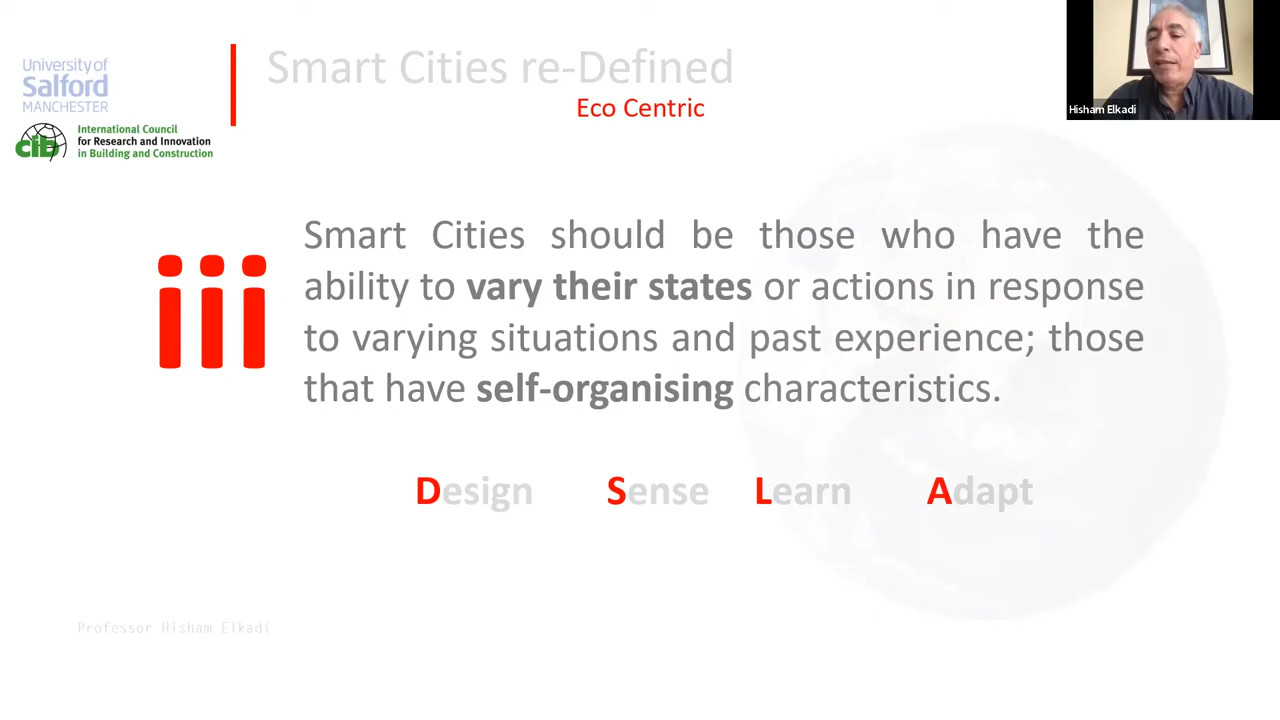 University of
Salford
MANCHESTER
International Council
for Research and Innovation
in Building and Construction
cib
Smart Cities re-Defined
Eco Centric
Hisham Elkadi
iii
Smart Cities should be those who have the
ability to vary their states or actions in response
to varying situations and past experience; those
that have self-organising characteristics.
Design Sense Learn Adapt
Professor Hisham Elkadi